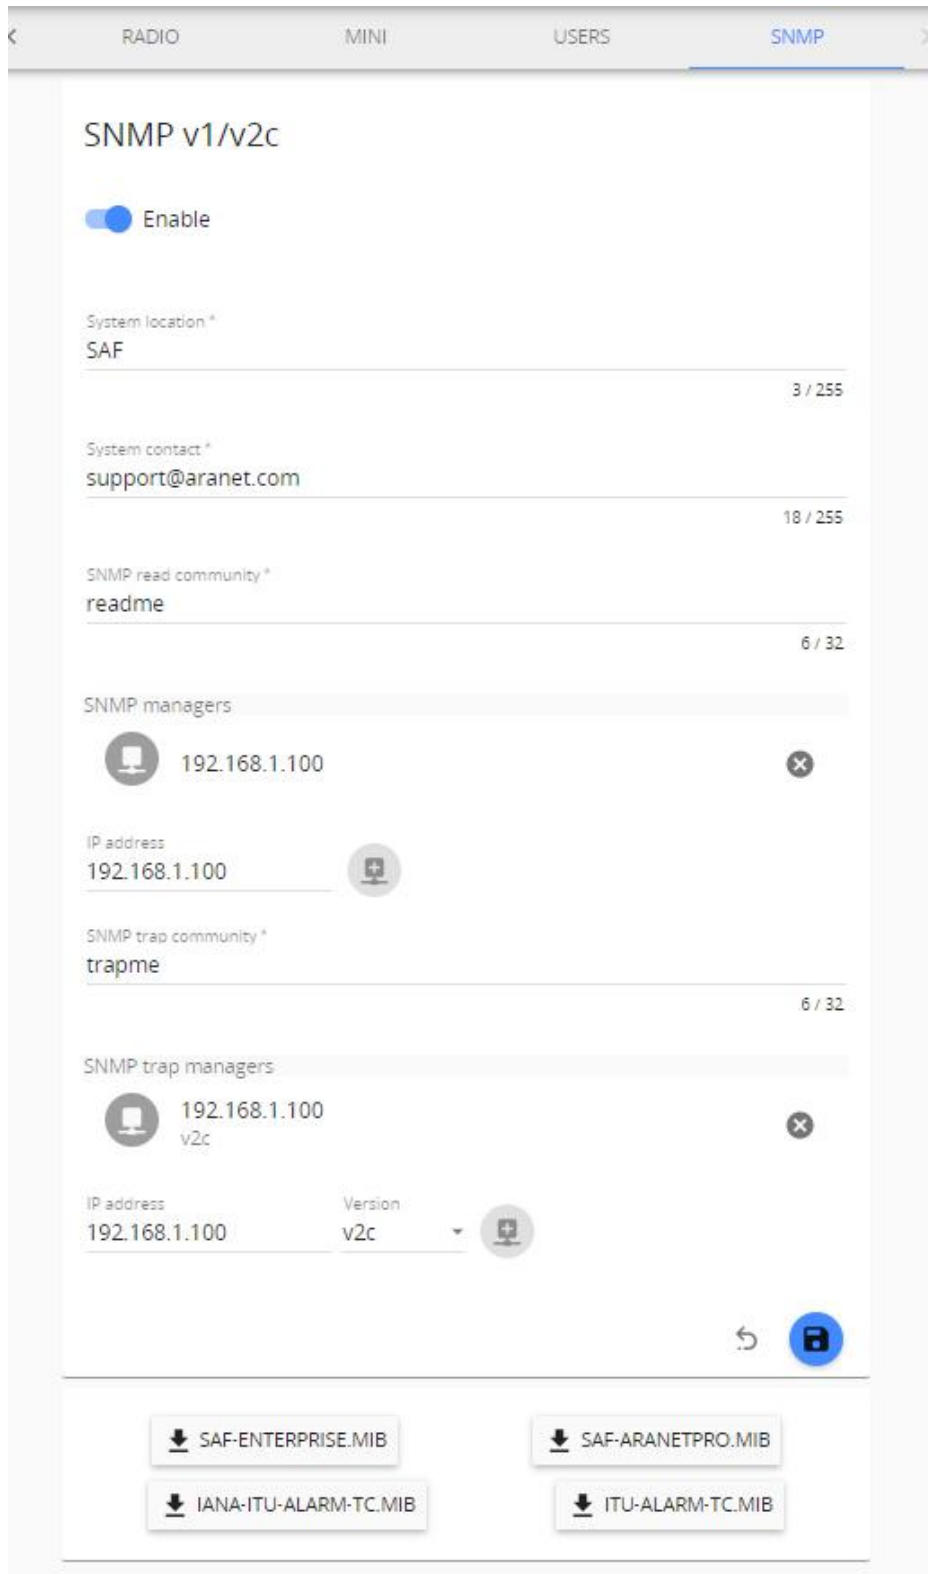 RADIO MINI USERS SNMP
SNMP v1/v2c
Enable
System location *
SAF
3 / 255
System contact *
support@aranet.com
18 / 255
SNMP read community *
readme
6 / 32
SNMP managers
192.168.1.100
IP address
192.168.1.100
SNMP trap community *
trapme
6 / 32
SNMP trap managers
192.168.1.100
v2c
IP address Version
192.168.1.100 v2c
SAF-ENTERPRISE.MIB SAF-ARANETPRO.MIB
IANA-ITU-ALARM-TC.MIB ITU-ALARM-TC.MIB